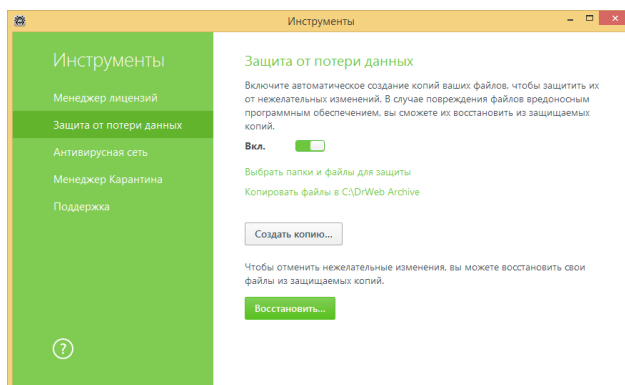 Инструменты
Инструменты
Менеджер лицензий
Защита от потери данных
Антивирусная сеть
Менеджер Карантина
Поддержка
?
Защита от потери данных
Включите автоматическое создание копий ваших файлов, чтобы защитить их
от нежелательных изменений. В случае повреждения файлов вредоносным
программным обеспечением, вы сможете их восстановить из защищаемых
копий.
Вкл.
Выбрать папки и файлы для защиты
Копировать файлы в C:\DrWeb Archive
Создать копию...
Чтобы отменить нежелательные изменения, вы можете восстановить свои
файлы из защищаемых копий.
Восстановить...